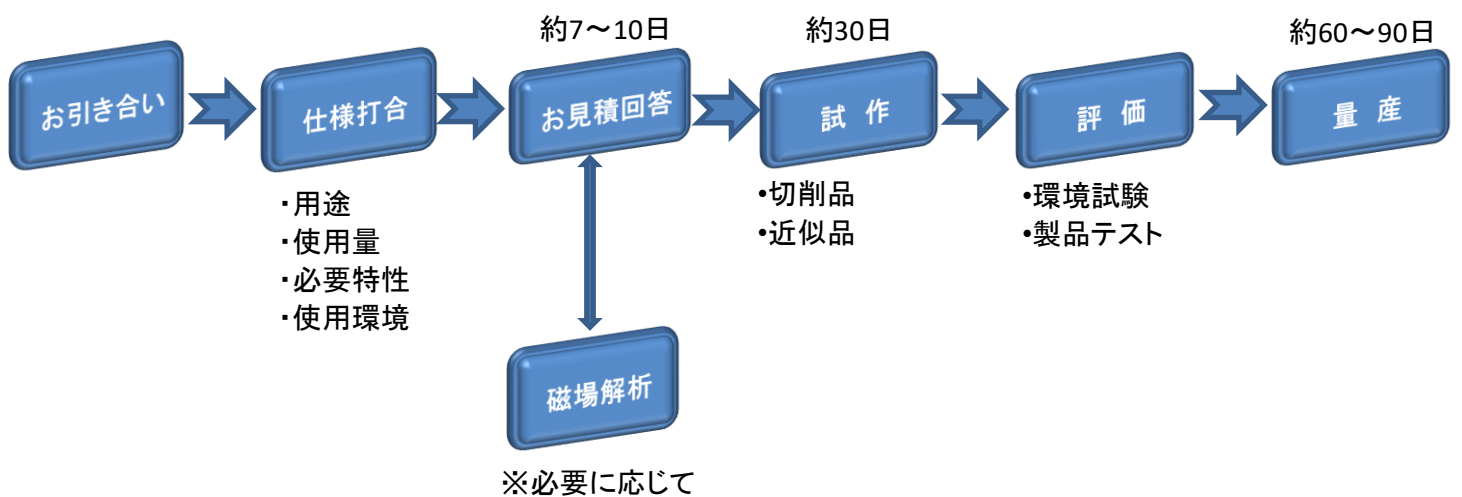 約7～10日
約30日
約60～90日
お引き合い
仕様打合
お見積回答
試 作
評 価
量 産
・用途
・使用量
・必要特性
・使用環境
•切削品
•近似品
•環境試験
•製品テスト
磁場解析
※必要に応じて